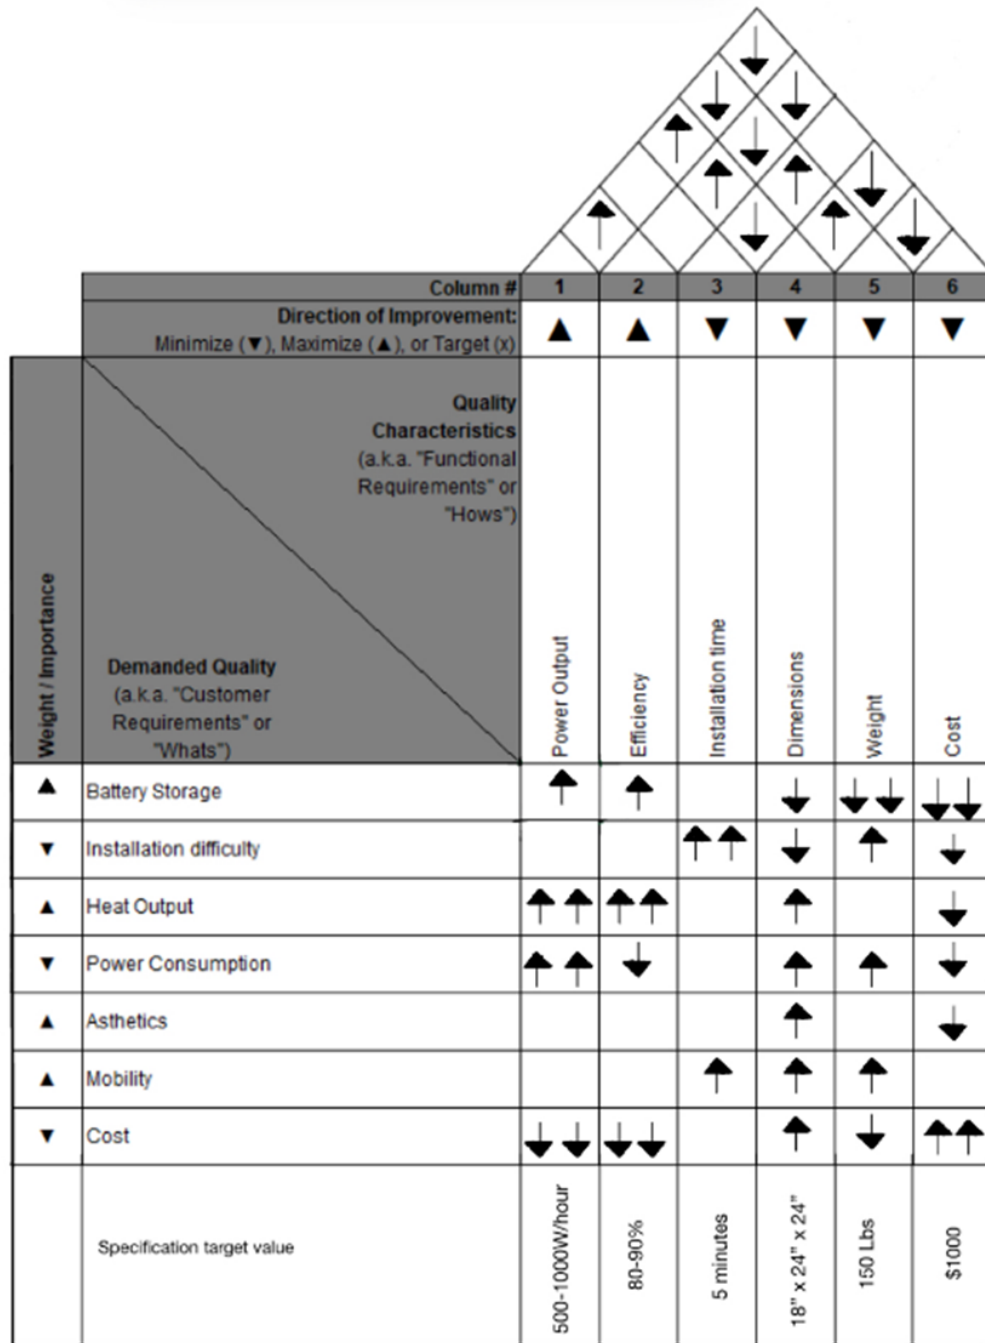 Column # 1 2 3 4 5 6
Direction of Improvement:
Minimize (▼), Maximize (▲), or Target (x)
Quality
Characteristics
(a.k.a. "Functional
Requirements" or
"Hows")
Demanded Quality
(a.k.a. "Customer
Requirements" or
"Whats")
Weight / Importance
Power Output
Efficiency
Installation time
Dimensions
Weight
Cost
Battery Storage
Installation difficulty
Heat Output
Power Consumption
Asthetics
Mobility
Cost
Specification target value
500-1000W/hour
80-90%
5 minutes
18" x 24" x 24"
150 Lbs
$1000